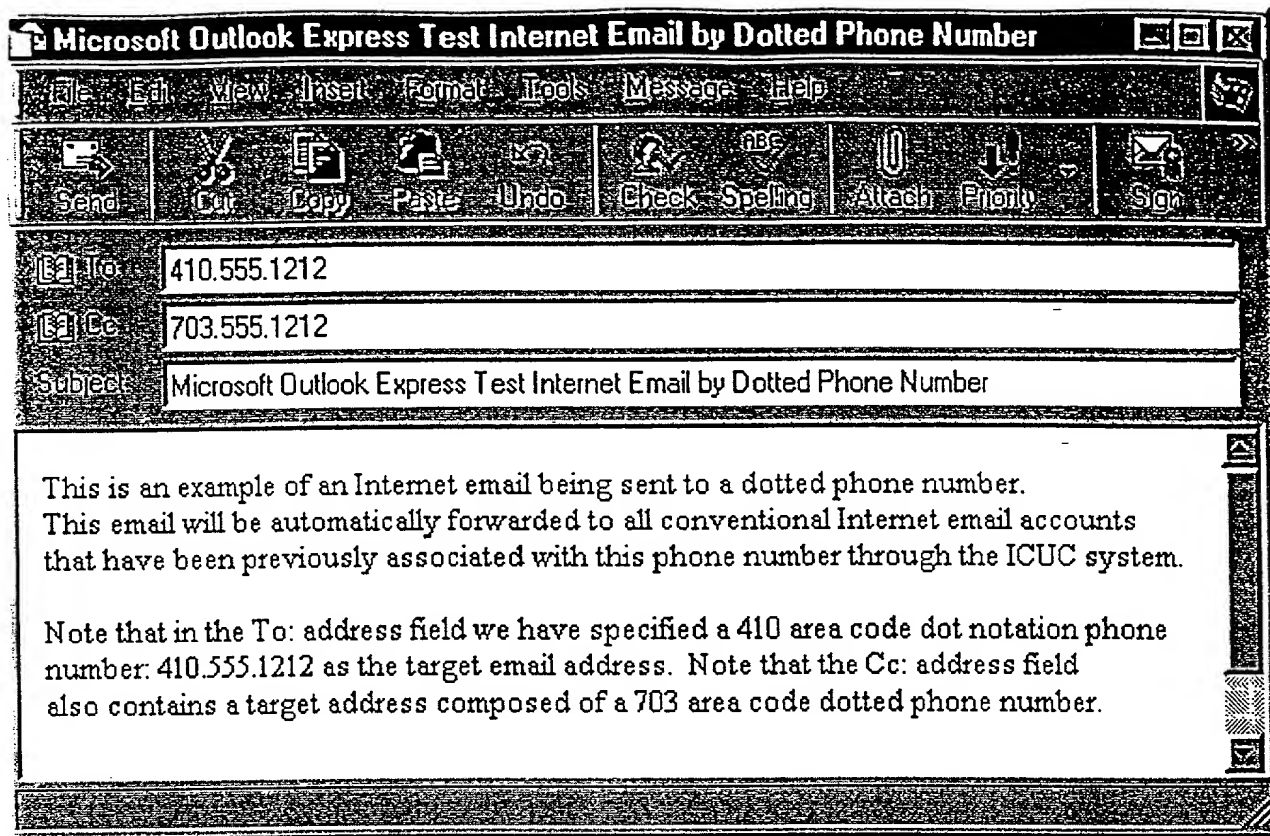 Microsoft Outlook Express Test Internet Email by Dotted Phone Number
File Edit View Insert Format Tools Message Help
ABC
Send Cut Copy Paste Undo Check Spelling Attach Priority Sign
To: 410.555.1212
Cc: 703.555.1212
Subject: Microsoft Outlook Express Test Internet Email by Dotted Phone Number
This is an example of an Internet email being sent to a dotted phone number.
This email will be automatically forwarded to all conventional Internet email accounts
that have been previously associated with this phone number through the ICUC system.
Note that in the To: address field we have specified a 410 area code dot notation phone
number: 410.555.1212 as the target email address. Note that the Cc: address field
also contains a target address composed of a 703 area code dotted phone number.